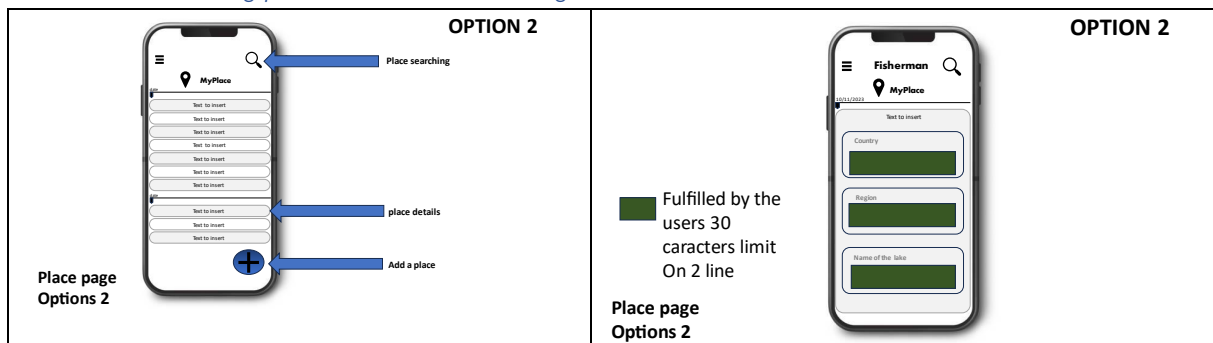 OPTION 2
Place searching
MyPlace
date
Text to insert
Text to insert
Text to insert
Text to insert
Text to insert
Text to insert
Text to insert
date
Text to insert
place details
Text to insert
Text to insert
Add a place
Place page
Options 2
OPTION 2
Fisherman
MyPlace
10/11/2023
Text to insert
Country
Region
Name of the lake
Fulfilled by the
users 30
caracters limit
On 2 line
Place page
Options 2